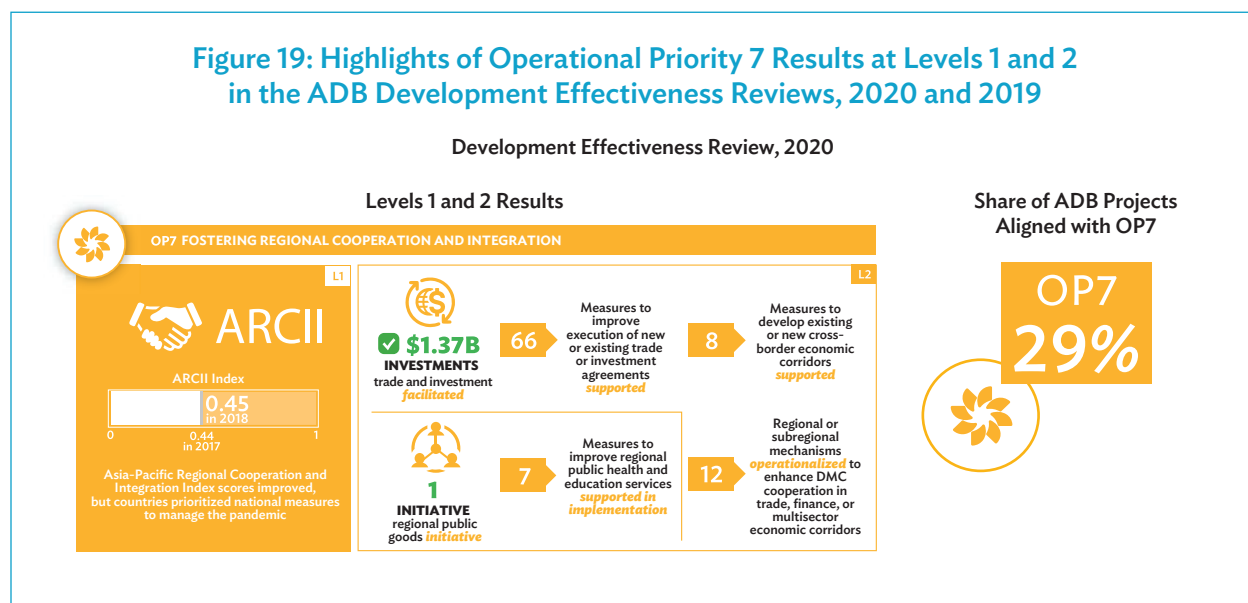 Figure 19: Highlights of Operational Priority 7 Results at Levels 1 and 2
in the ADB Development Effectiveness Reviews, 2020 and 2019
Development Effectiveness Review, 2020
Levels 1 and 2 Results
OP7 FOSTERING REGIONAL COOPERATION AND INTEGRATION
L1
ARCII
ARCII Index
0.45
in 2018
0
0.44
in 2017
1
Asia-Pacific Regional Cooperation and
Integration Index scores improved,
but countries prioritized national measures
to manage the pandemic
L2
$1.37B
INVESTMENTS
trade and investment
facilitated
66
Measures to
improve
execution of new
or existing trade
or investment
agreements
supported
8
Measures to
develop existing
or new cross-
border economic
corridors
supported
1
INITIATIVE
regional public
goods initiative
7
Measures to
improve regional
public health and
education services
supported in
implementation
12
Regional or
subregional
mechanisms
operationalized to
enhance DMC
cooperation in
trade, finance, or
multisector
economic corridors
Share of ADB Projects
Aligned with OP7
OP7
29%